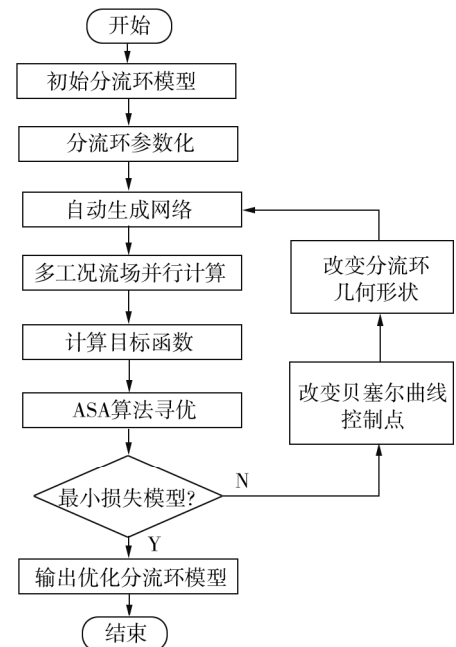 开始
初始分流环模型
分流环参数化
自动生成网络
多工况流场并行计算
计算目标函数
ASA算法寻优
最小损失模型?
N
Y
改变贝塞尔曲线
控制点
改变分流环
几何形状
输出优化分流环模型
结束